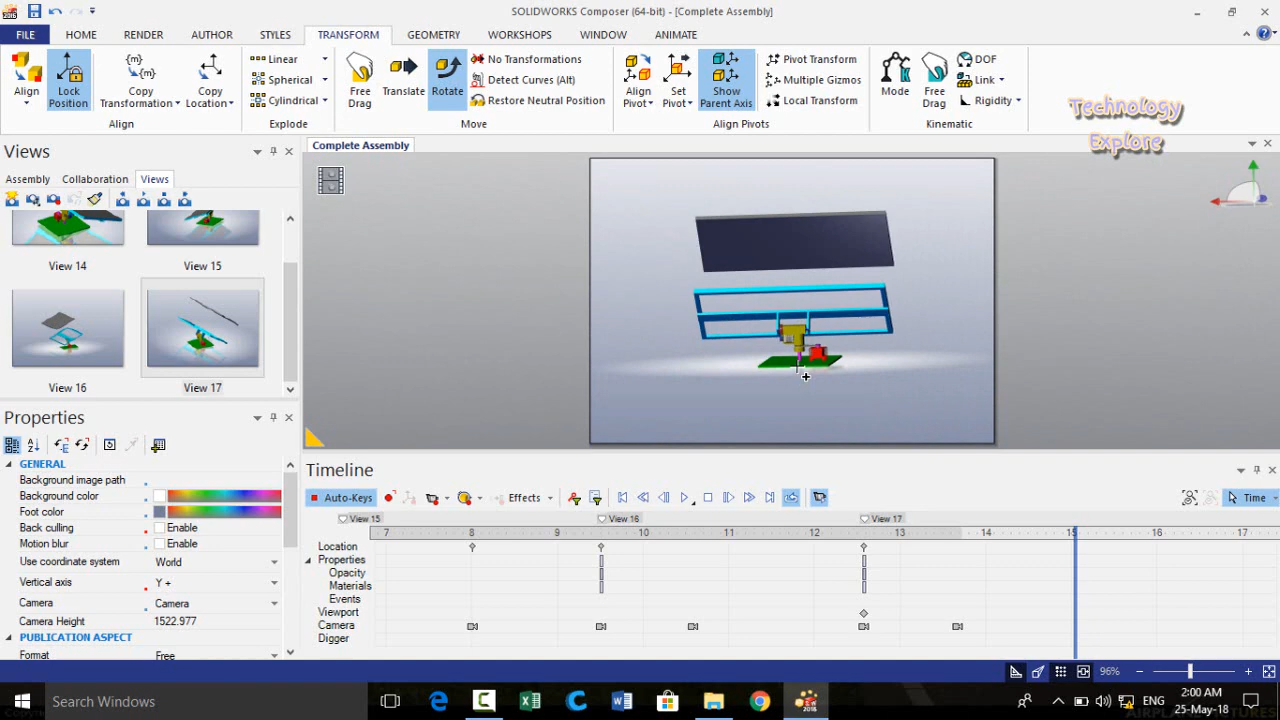 SOLIDWORKS Composer (64-bit) - [Complete Assembly]
FILE HOME RENDER AUTHOR STYLES TRANSFORM GEOMETRY WORKSHOPS WINDOW ANIMATE
Align
Lock Position
Copy Transformation
Copy Location
Align
Linear
Spherical
Cylindrical
Explode
Free Drag
Translate
Rotate
No Transformations
Detect Curves (Alt)
Restore Neutral Position
Move
Align Pivot
Set Pivot
Show Parent Axis
Pivot Transform
Multiple Gizmos
Local Transform
Align Pivots
Mode
Free Drag
DOF
Link
Rigidity
Kinematic
Technology
Explore
Views
Assembly Collaboration Views
View 14 View 15
View 16 View 17
Complete Assembly
Properties
GENERAL
Background image path
Background color
Foot color
Back culling Enable
Motion blur Enable
Use coordinate system World
Vertical axis Y +
Camera Camera
Camera Height 1522.977
PUBLICATION ASPECT
Format Free
Timeline
Auto-Keys Effects Time
View 15 View 16 View 17
7 8 9 10 11 12 13 14 15 16 17
Location
Properties
Opacity
Materials
Events
Viewport
Camera
Digger
96%
Search Windows
ENG
2:00 AM
25-May-18